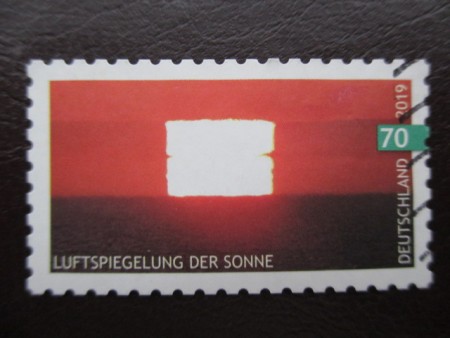 LUFTSPIEGELUNG DER SONNE
70
DEUTSCHLAND 2019